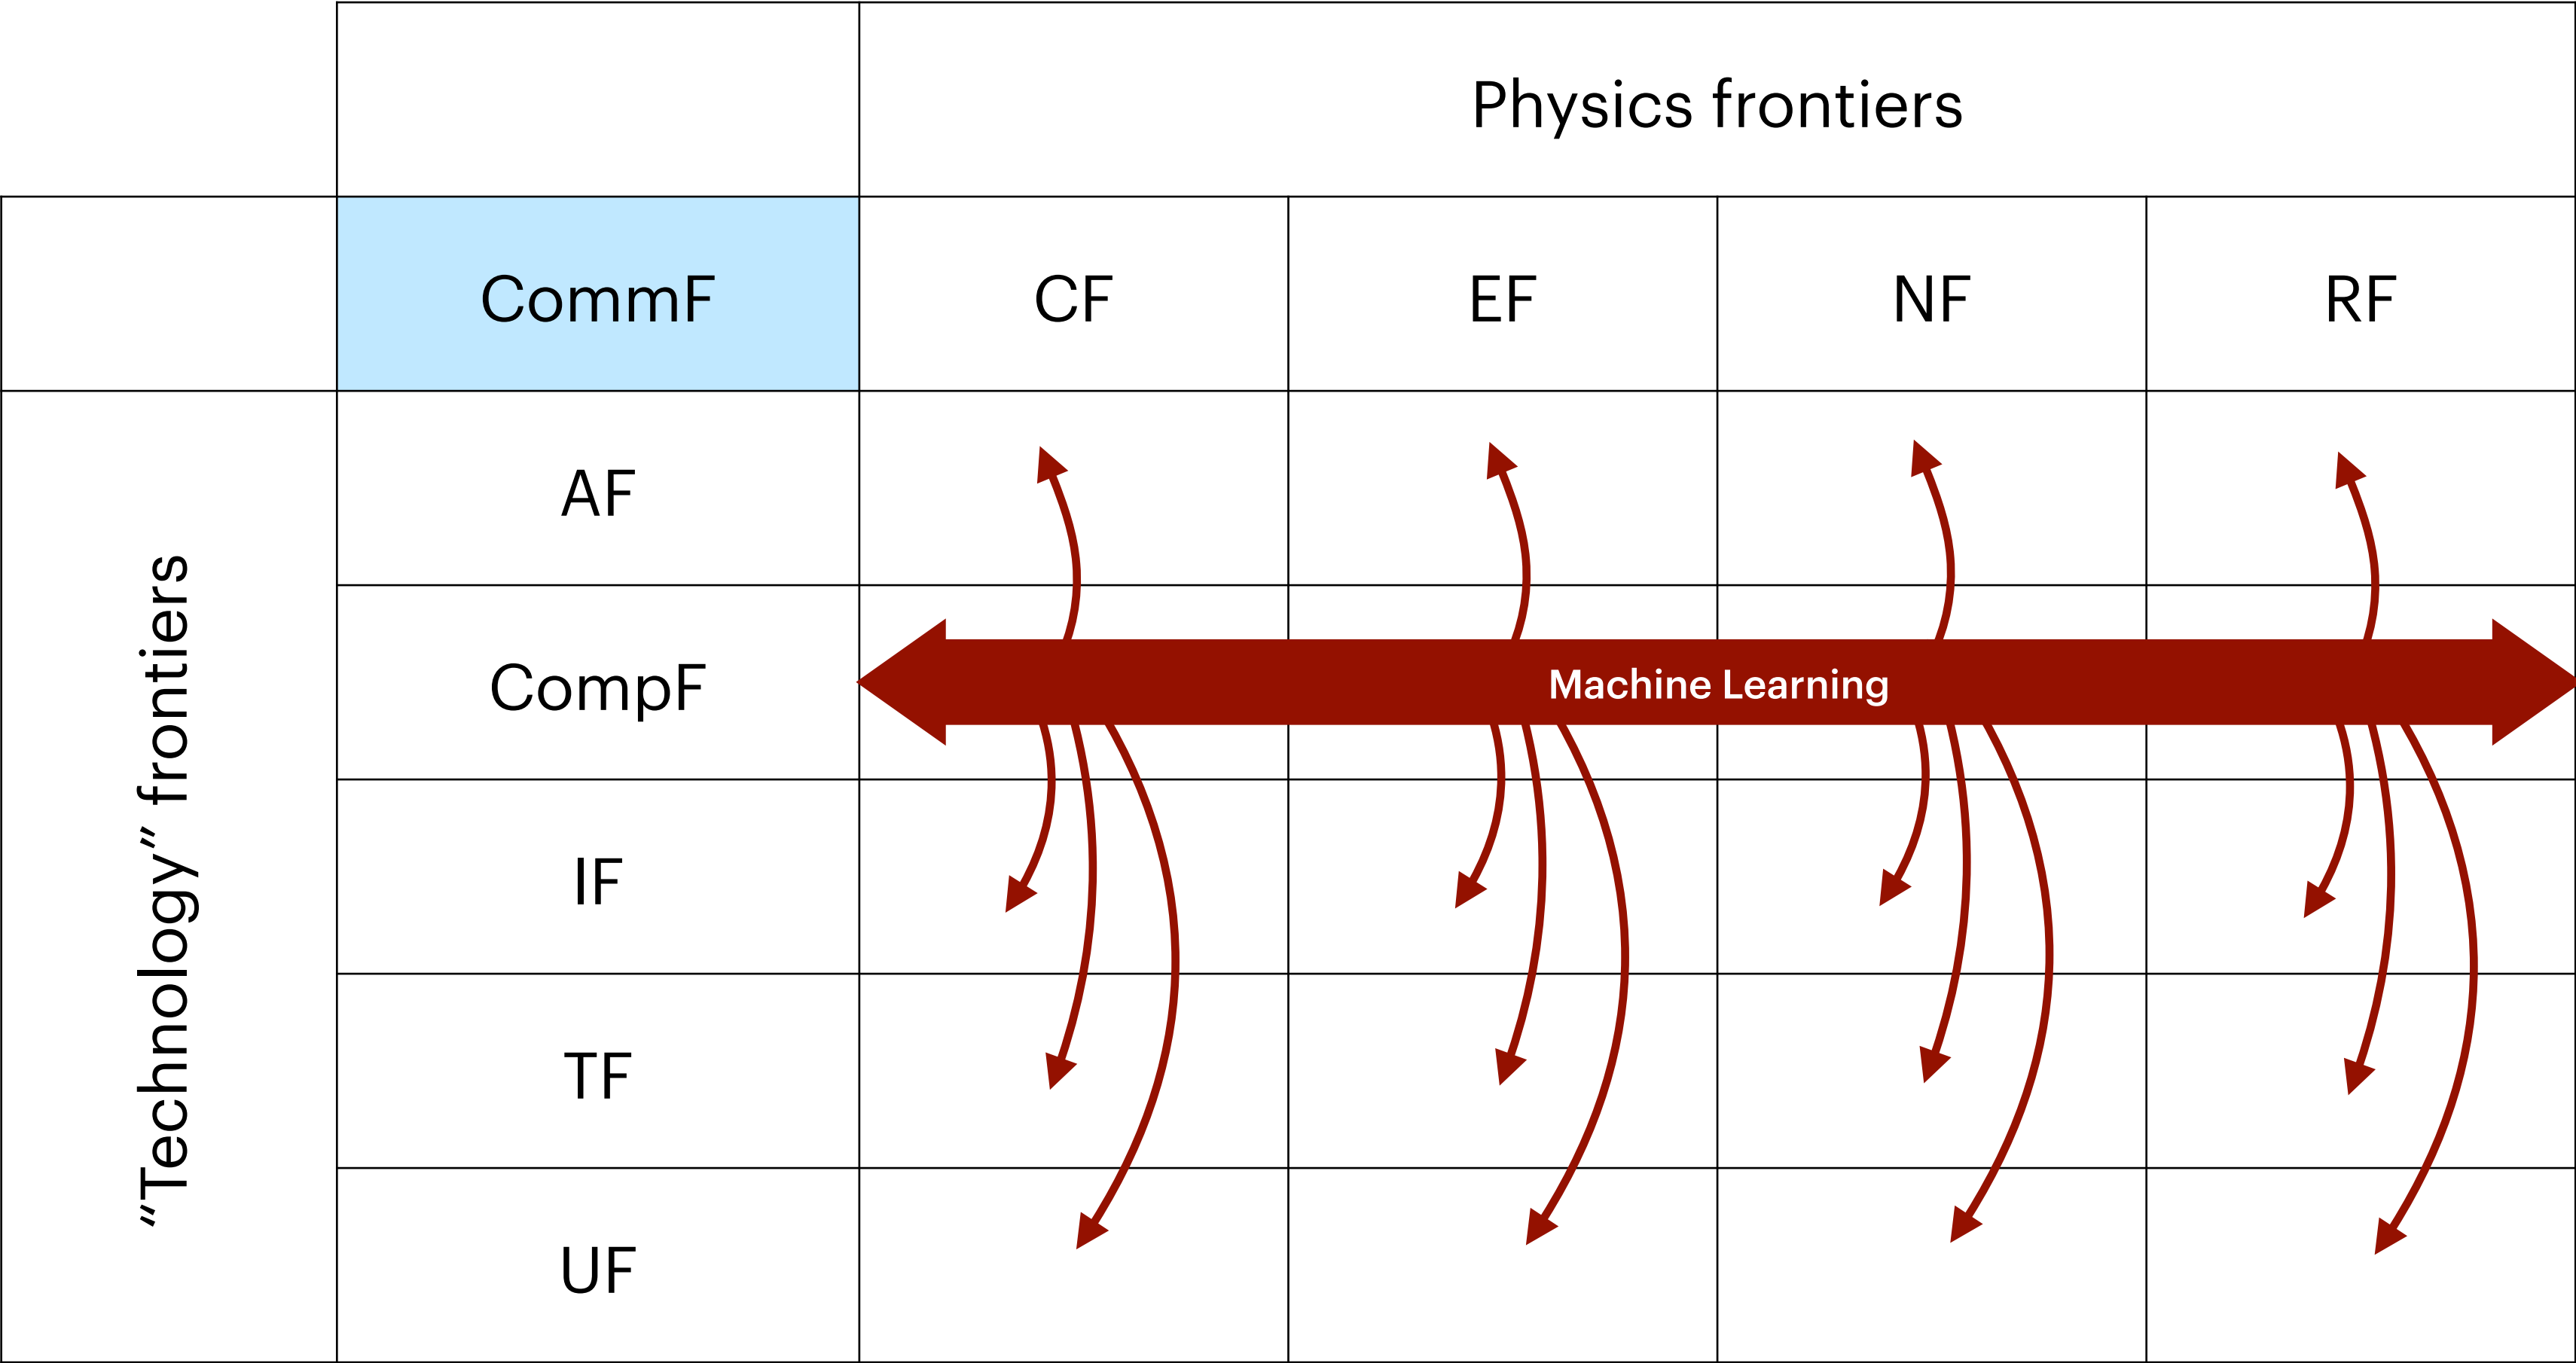 Physics frontiers
CommF
CF
EF
NF
RF
“Technology” frontiers
AF
CompF
Machine Learning
IF
TF
UF